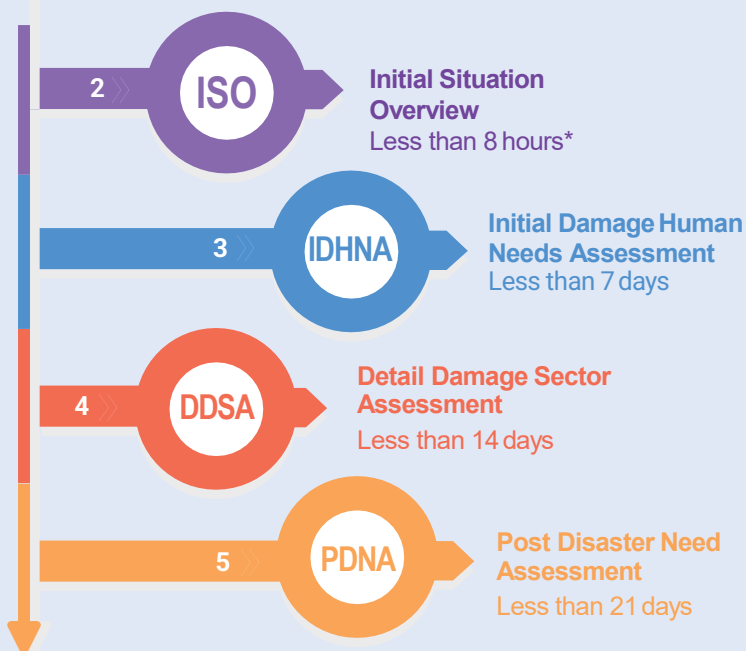 2
ISO
Initial Situation
Overview
Less than 8 hours*
3
IDHNA
Initial Damage Human
Needs Assessment
Less than 7 days
4
DDSA
Detail Damage Sector
Assessment
Less than 14 days
5
PDNA
Post Disaster Need
Assessment
Less than 21 days